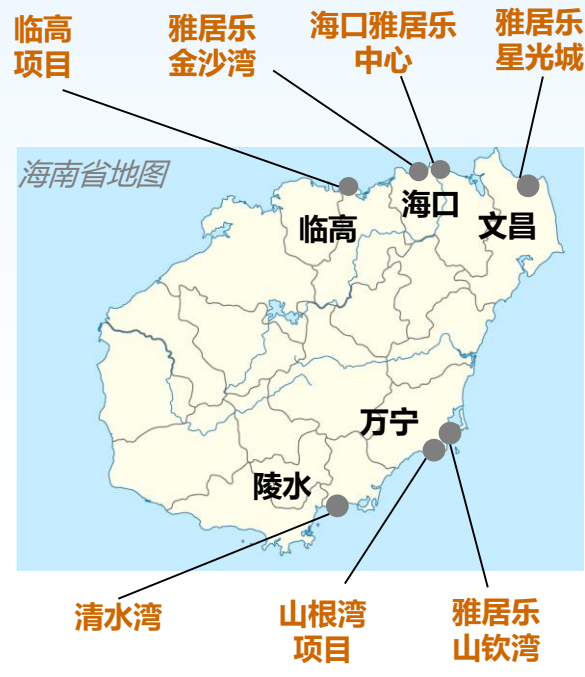 临高
项目
雅居乐
金沙湾
海口雅居乐
中心
雅居乐
星光城
海南省地图
临高
海口
文昌
万宁
陵水
清水湾
山根湾
项目
雅居乐
山钦湾